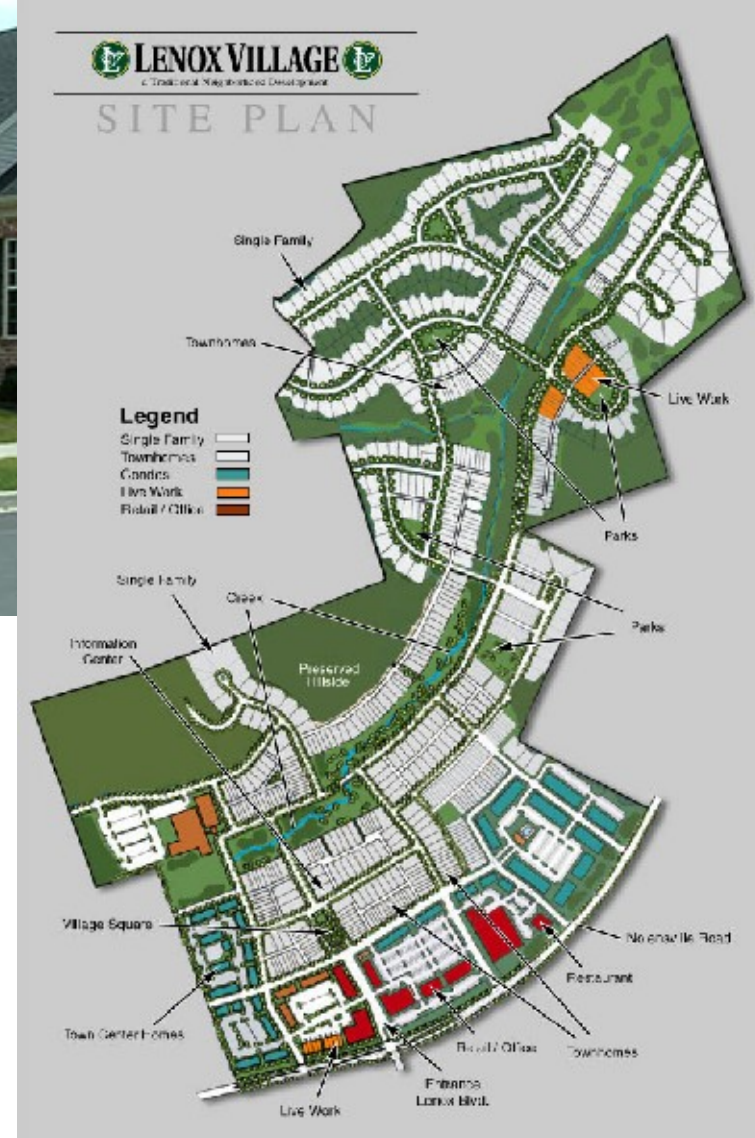 LENOX VILLAGE
a Traditional Neighborhood Development
SITE PLAN
Single Family
Townhomes
Live Work
Legend
Single Family
Townhomes
Condos
Live Work
Retail / Office
Parks
Single Family
Creek
Information
Center
Parks
Preserved
Hillside
Village Square
Nolensville Road
Restaurant
Town Center Homes
Retail / Office
Townhomes
Entrance
Lenox Blvd.
Live Work